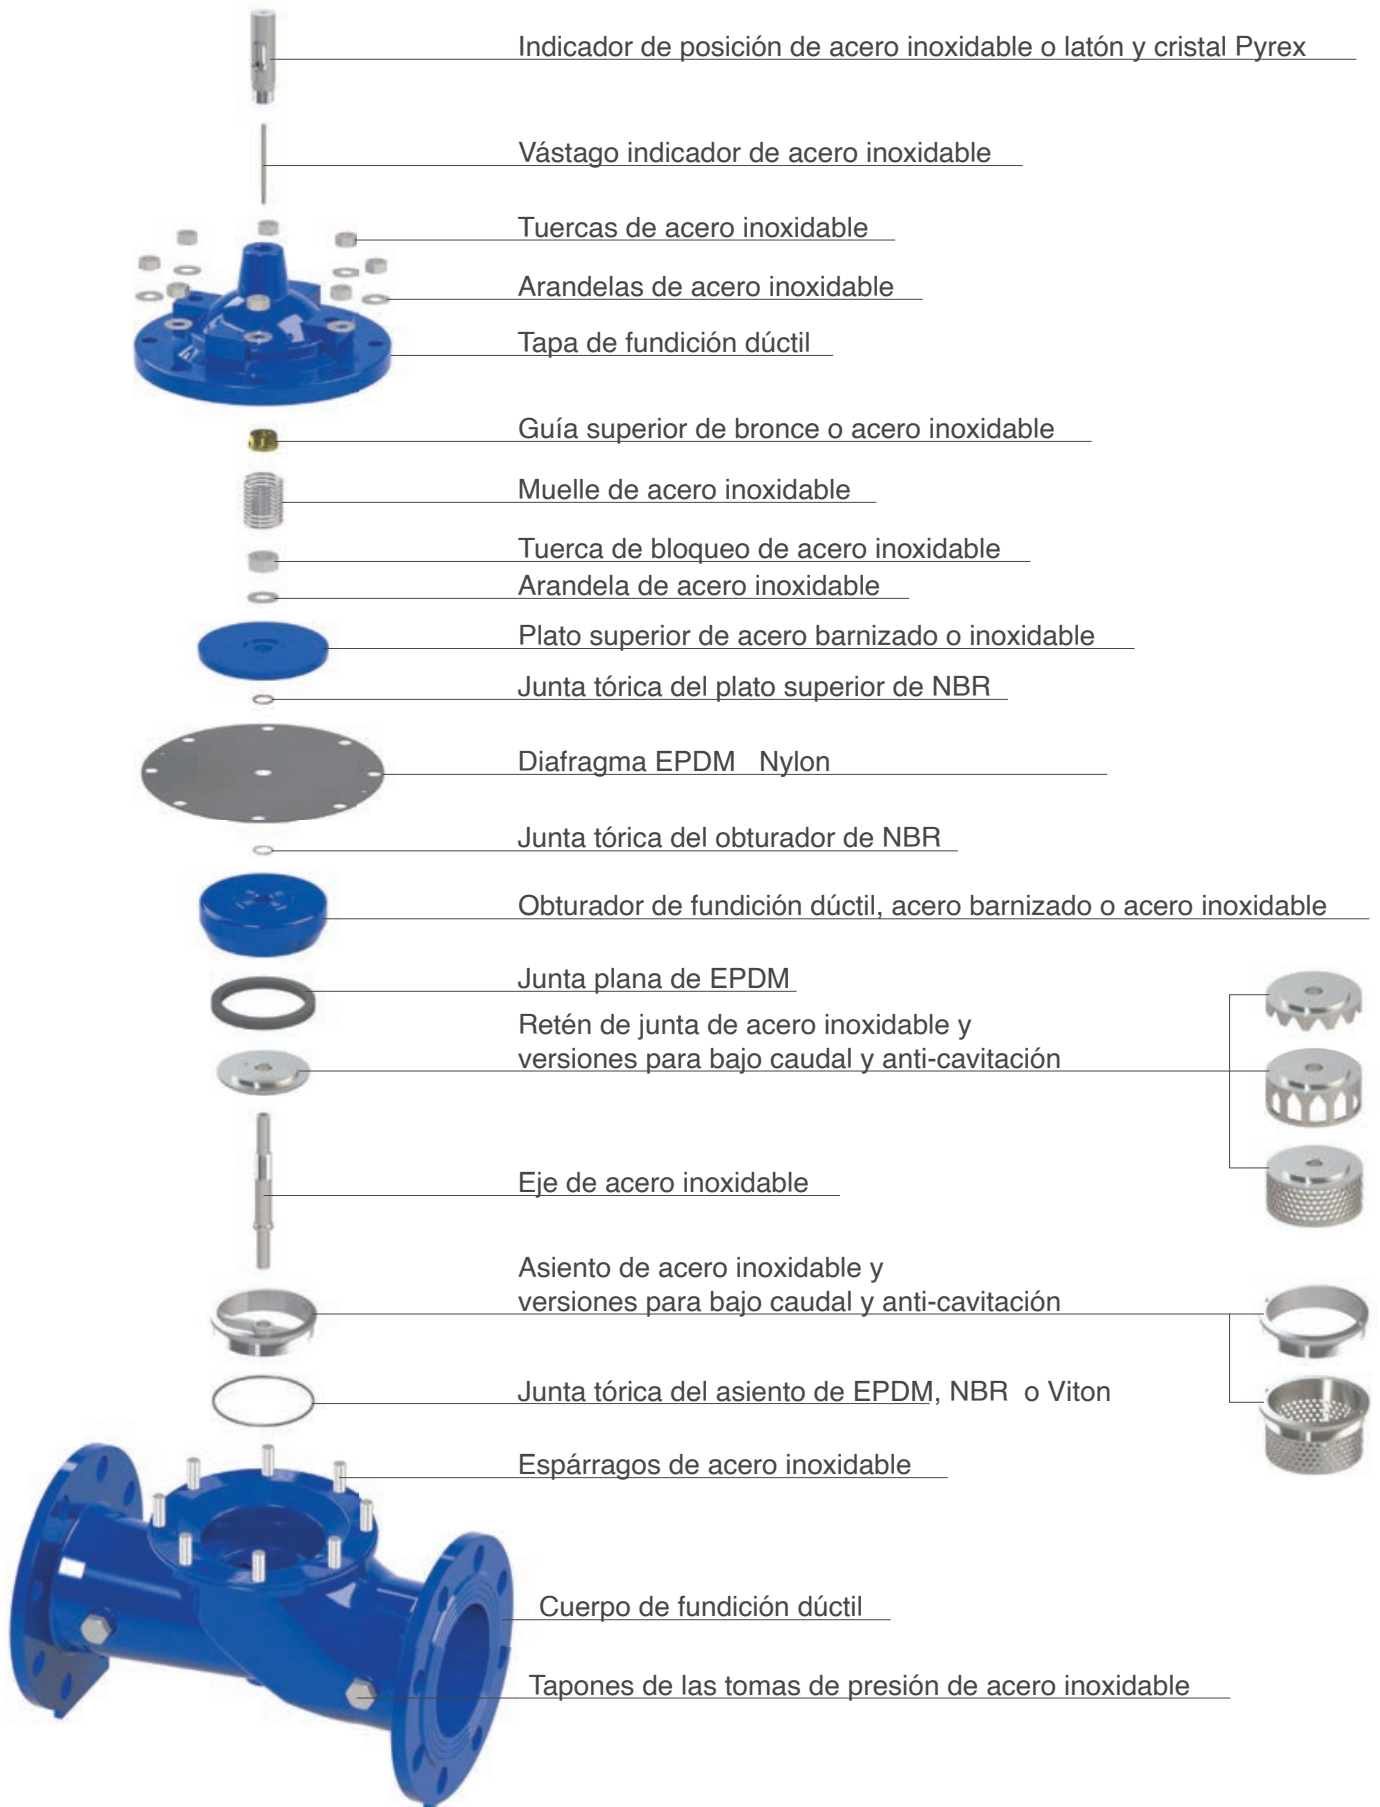 Indicador de posición de acero inoxidable o latón y cristal Pyrex
Vástago indicador de acero inoxidable
Tuercas de acero inoxidable
Arandelas de acero inoxidable
Tapa de fundición dúctil
Guía superior de bronce o acero inoxidable
Muelle de acero inoxidable
Tuerca de bloqueo de acero inoxidable
Arandela de acero inoxidable
Plato superior de acero barnizado o inoxidable
Junta tórica del plato superior de NBR
Diafragma EPDM Nylon
Junta tórica del obturador de NBR
Obturador de fundición dúctil, acero barnizado o acero inoxidable
Junta plana de EPDM
Retén de junta de acero inoxidable y
versiones para bajo caudal y anti-cavitación
Eje de acero inoxidable
Asiento de acero inoxidable y
versiones para bajo caudal y anti-cavitación
Junta tórica del asiento de EPDM, NBR o Viton
Espárragos de acero inoxidable
Cuerpo de fundición dúctil
Tapones de las tomas de presión de acero inoxidable